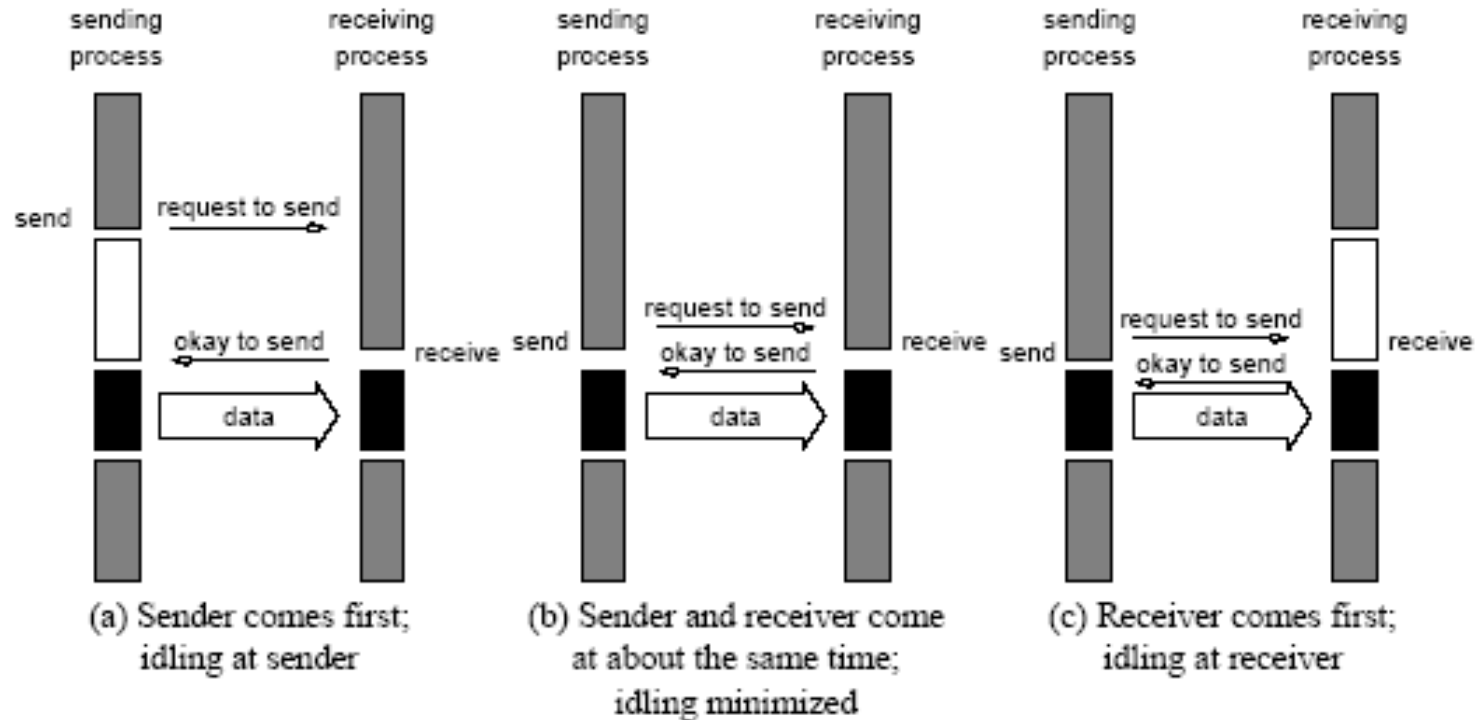 sending
process
receiving
process
send
request to send
okay to send
receive
data
(a) Sender comes first;
idling at sender
sending
process
receiving
process
request to send
send
okay to send
receive
data
(b) Sender and receiver come
at about the same time;
idling minimized
sending
process
receiving
process
request to send
send
okay to send
receive
data
(c) Receiver comes first;
idling at receiver